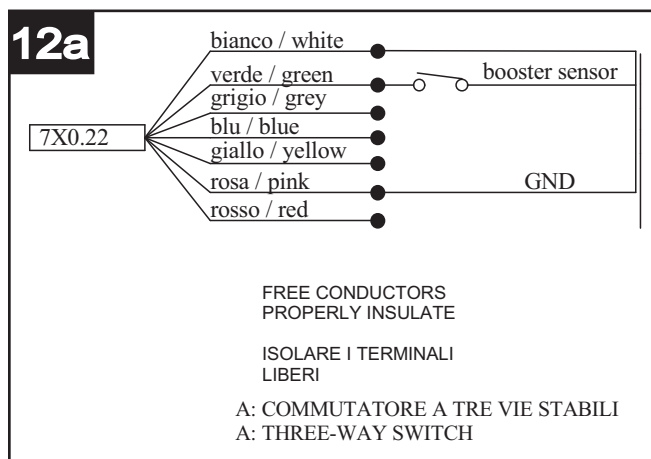 12a
bianco / white
verde / green
booster sensor
grigio / grey
blu / blue
7X0.22
giallo / yellow
rosa / pink
GND
rosso / red
FREE CONDUCTORS
PROPERLY INSULATE
ISOLARE I TERMINALI
LIBERI
A: COMMUTATORE A TRE VIE STABILI
A: THREE-WAY SWITCH